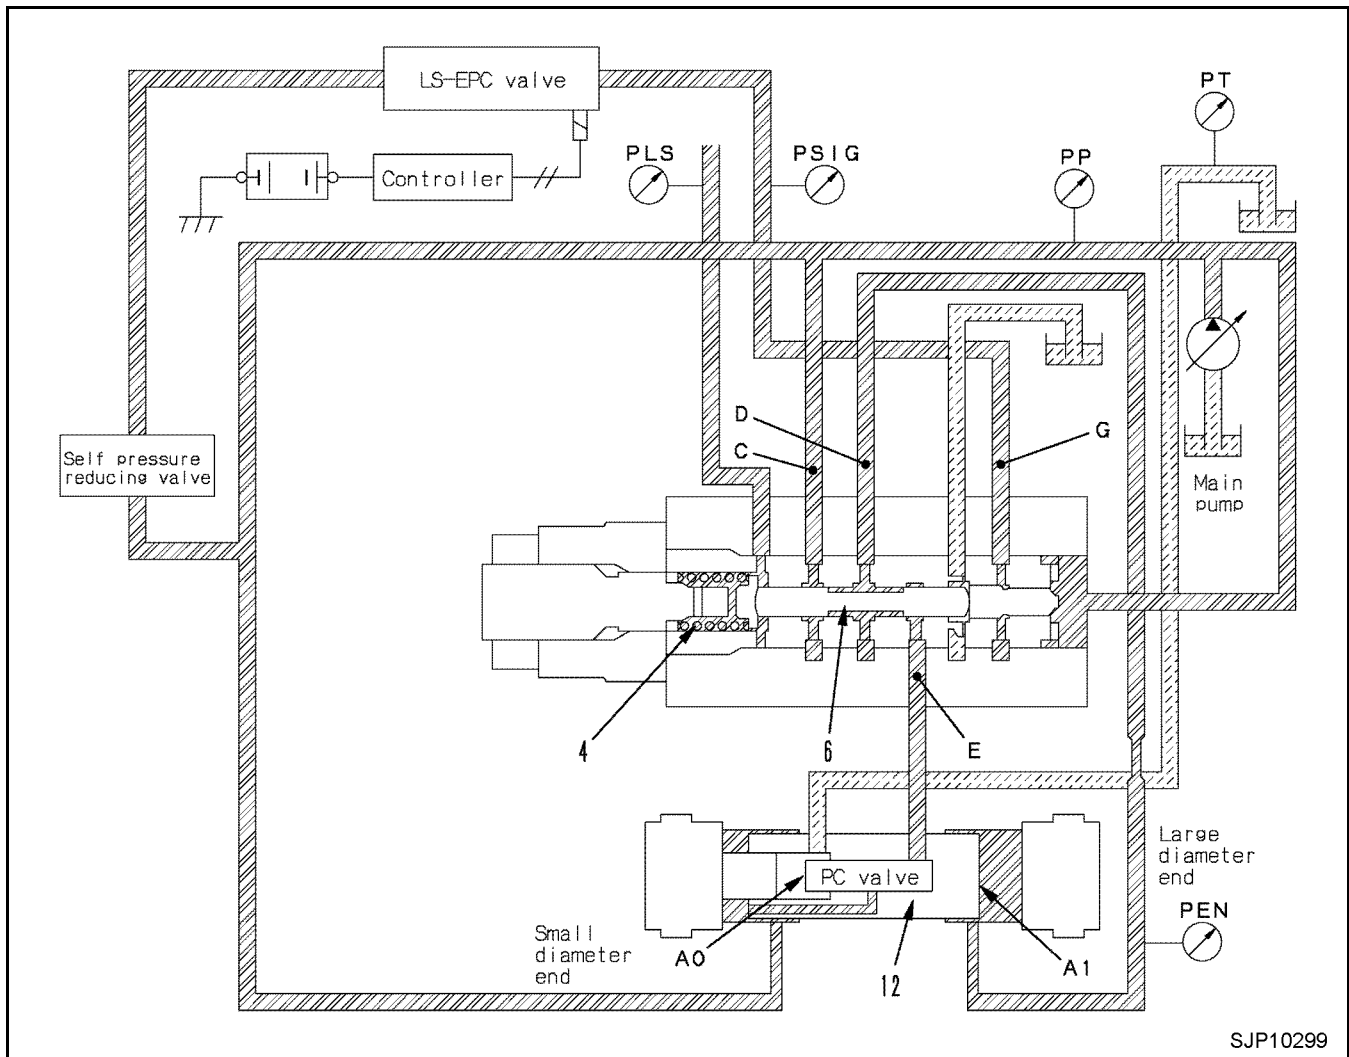 LS-EPC valve
PT
PLS
PSIG
PP
Controller
D
C
G
Self pressure
reducing valve
Main
pump
4
6
E
Large
diameter
end
PC valve
PEN
Small
diameter
end
A0
12
A1
SJP10299